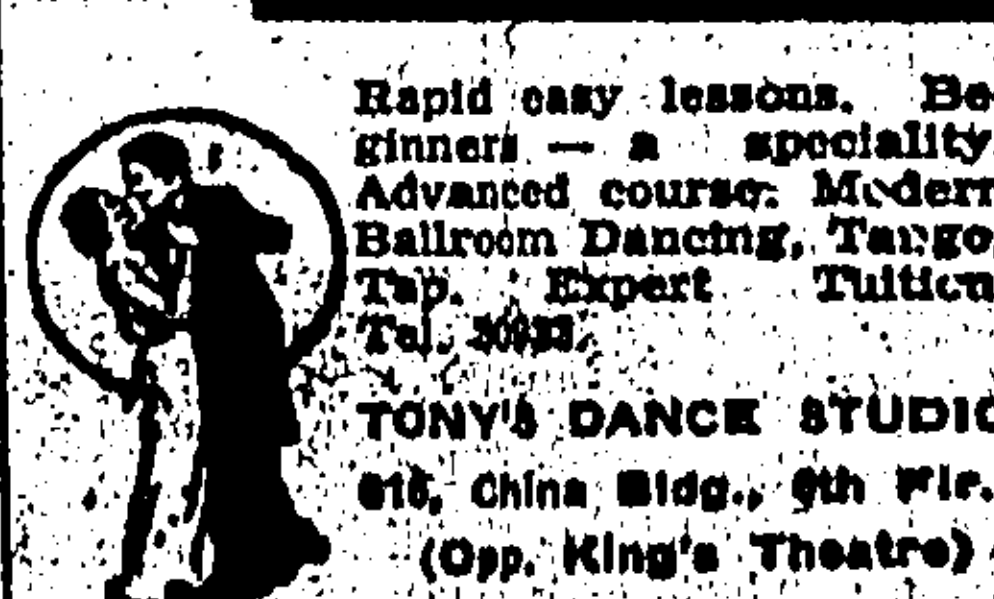 Rapid easy lessons. Be-
ginners — a speciality.
Advanced course: Modern
Ballroom Dancing, Tango,
Tap. Expert Tuition
Tel.
TONY'S DANCE STUDIO
China Bldg., Flr.
(Opp. King's Theatre)